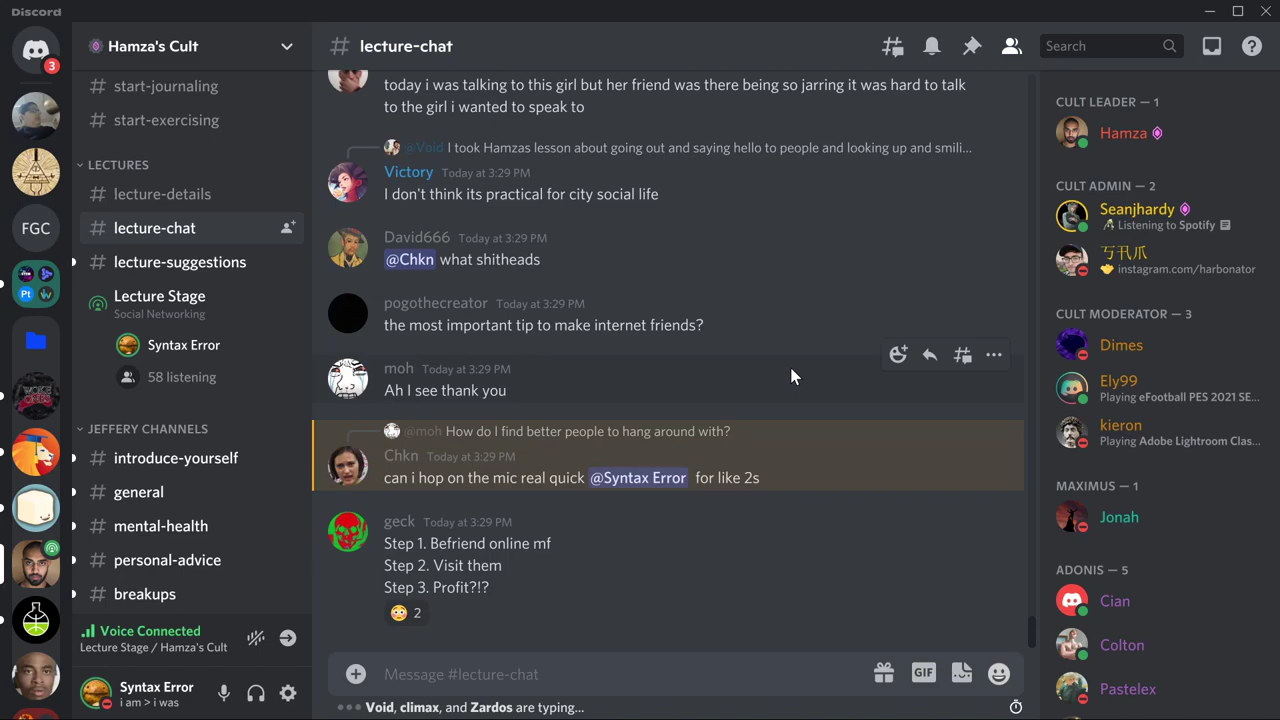 Discord
3
FGC
Pt
Hamza's Cult
# start-journaling
# start-exercising
LECTURES
# lecture-details
# lecture-chat
# lecture-suggestions
Lecture Stage
Social Networking
Syntax Error
58 listening
JEFFERY CHANNELS
# introduce-yourself
# general
# mental-health
# personal-advice
# breakups
Voice Connected
Lecture Stage / Hamza's Cult
Syntax Error
i am > i was
# lecture-chat
Search
today i was talking to this girl but her friend was there being so jarring it was hard to talk
to the girl i wanted to speak to
@Void I took Hamzas lesson about going out and saying hello to people and looking up and smili...
Victory Today at 3:29 PM
I don't think its practical for city social life
David666 Today at 3:29 PM
@Chkn what shitheads
pogothecreator Today at 3:29 PM
the most important tip to make internet friends?
moh Today at 3:29 PM
Ah I see thank you
@moh How do I find better people to hang around with?
Chkn Today at 3:29 PM
can i hop on the mic real quick @Syntax Error for like 2s
geck Today at 3:29 PM
Step 1. Befriend online mf
Step 2. Visit them
Step 3. Profit?!?
😳 2
Message #lecture-chat
GIF
Void, climax, and Zardos are typing...
CULT LEADER — 1
Hamza
CULT ADMIN — 2
Seanjhardy
Listening to Spotify
instagram.com/harbonator
CULT MODERATOR — 3
Dimes
Ely99
Playing eFootball PES 2021 SE...
kieron
Playing Adobe Lightroom Clas...
MAXIMUS — 1
Jonah
ADONIS — 5
Cian
Colton
Pastelex